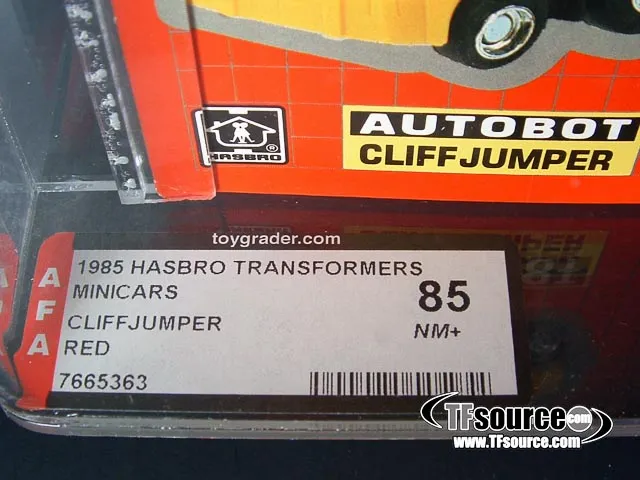 HASBRO
®
AUTOBOT
CLIFFJUMPER
toygrader.com
AFA
1985 HASBRO TRANSFORMERS
MINICARS
85
CLIFFJUMPER
NM+
RED
7665363
TFsource.com
www.TFsource.com